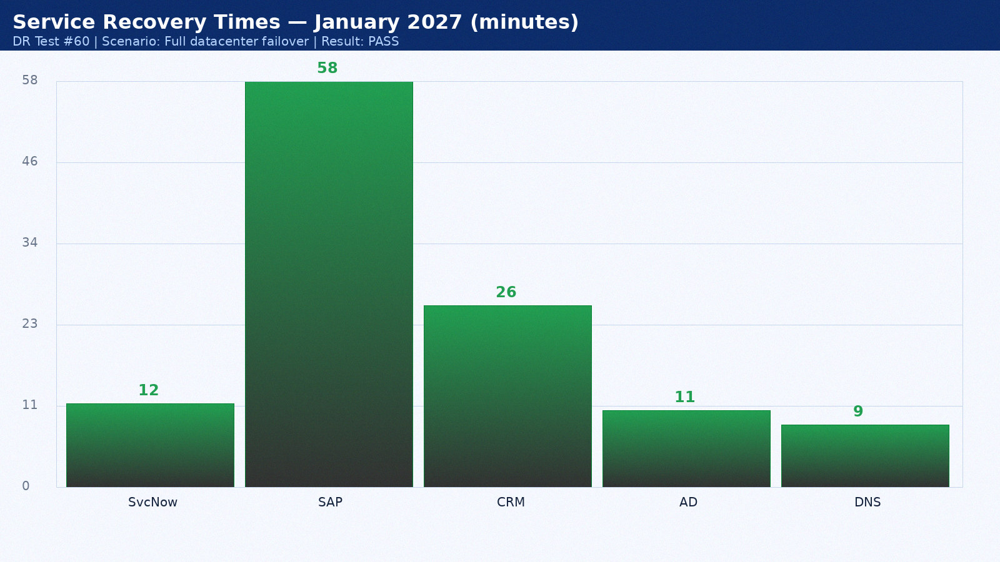 Service Recovery Times — January 2027 (minutes)
DR Test #60 | Scenario: Full datacenter failover | Result: PASS
58
58
46
34
26
23
12
11
11
9
0
SvcNow
SAP
CRM
AD
DNS